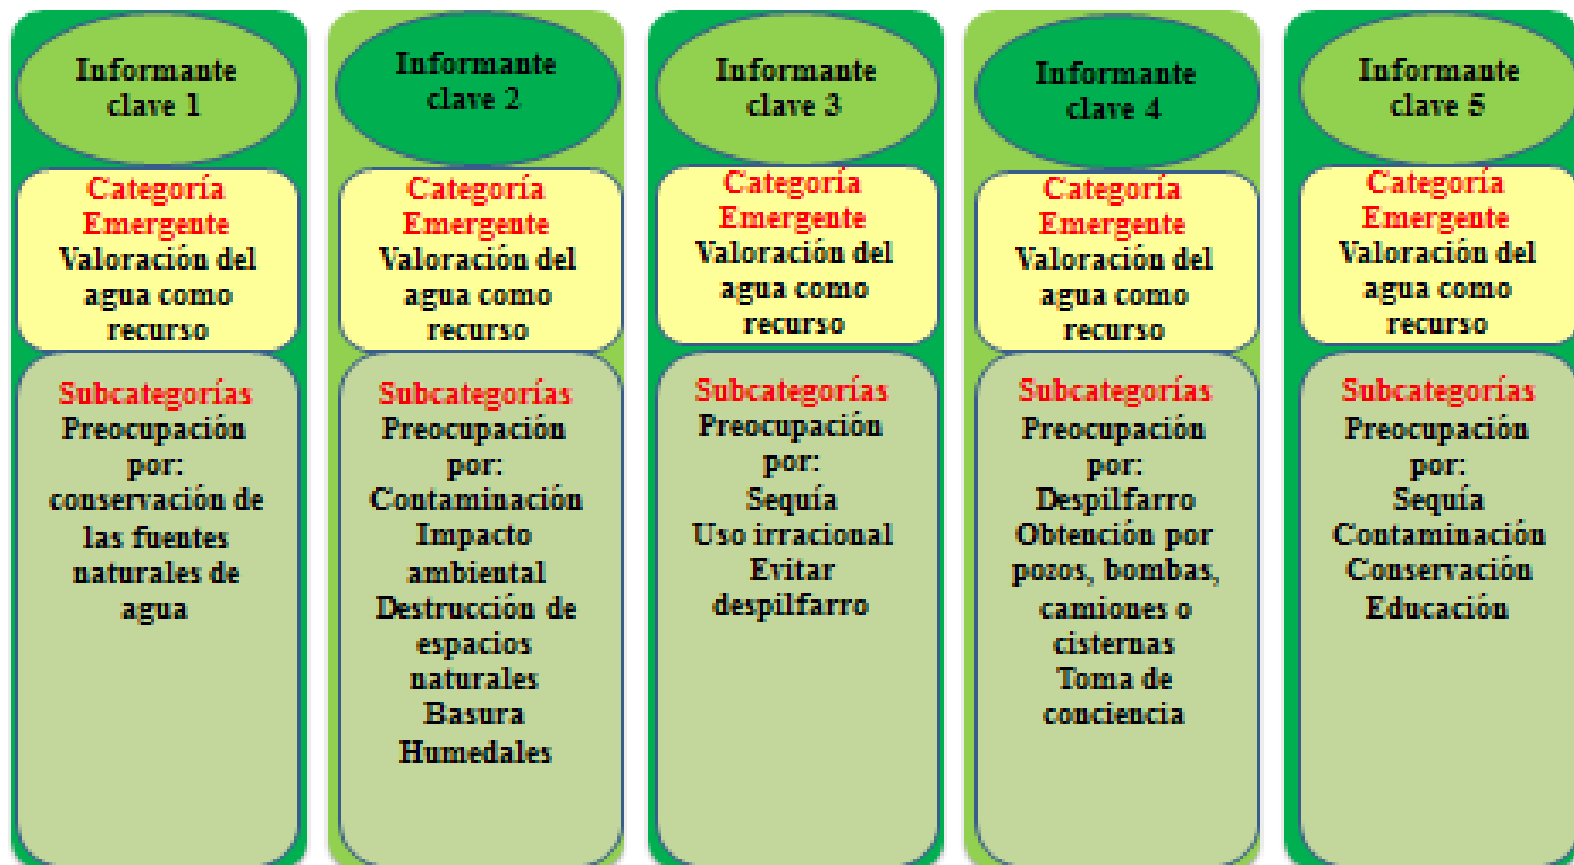 Informante
clave 1
Categoría
Emergente
Valoración del
agua como
recurso
Subcategorías
Preocupación
por:
conservación de
las fuentes
naturales de
agua
Informante
clave 2
Categoría
Emergente
Valoración del
agua como
recurso
Subcategorías
Preocupación
por:
Contaminación
Impacto
ambiental
Destrucción de
espacios
naturales
Basura
Humedales
Informante
clave 3
Categoría
Emergente
Valoración del
agua como
recurso
Subcategorías
Preocupación
por:
Sequía
Uso irracional
Evitar
despilfarro
Informante
clave 4
Categoría
Emergente
Valoración del
agua como
recurso
Subcategorías
Preocupación
por:
Despilfarro
Obtención por
pozos, bombas,
camiones o
cisternas
Toma de
conciencia
Informante
clave 5
Categoría
Emergente
Valoración del
agua como
recurso
Subcategorías
Preocupación
por:
Sequía
Contaminación
Conservación
Educación